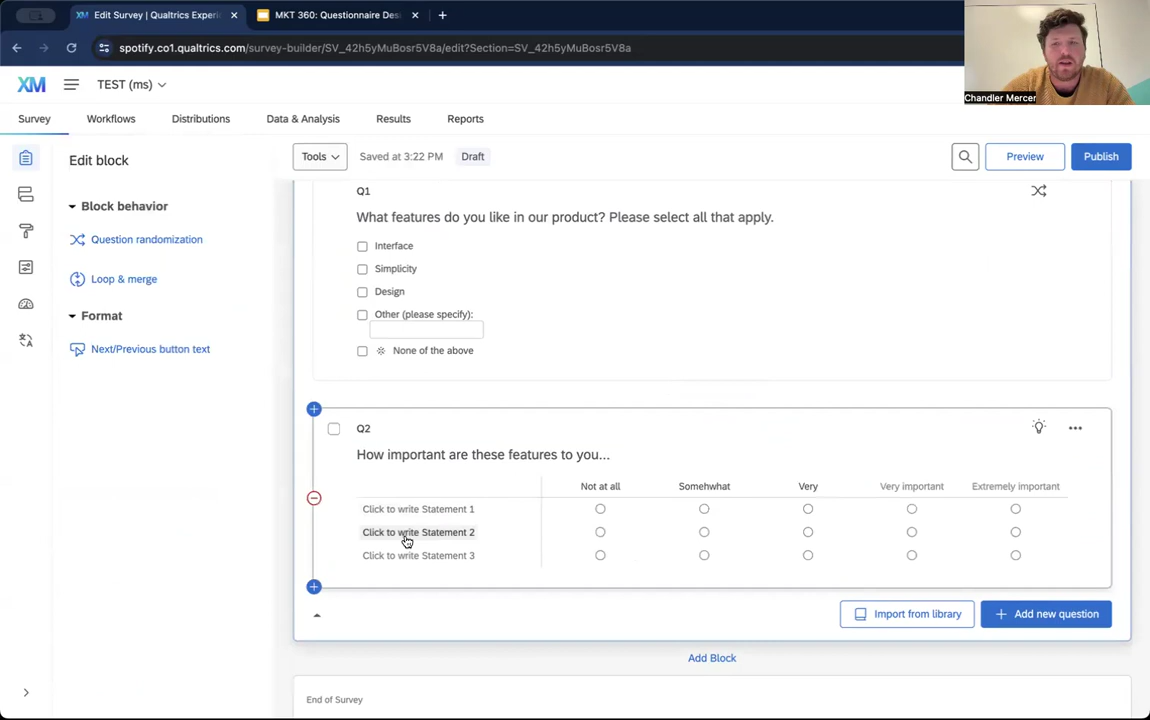 Edit Survey | Qualtrics Experi
MKT 360: Questionnaire Des
spotify.co1.qualtrics.com/survey-builder/SV_42h5yMuBosr5V8a/edit?Section=SV_42h5yMuBosr5V8a
Chandler Mercer
XM
TEST (ms)
Survey
Workflows
Distributions
Data & Analysis
Results
Reports
Edit block
Tools
Saved at 3:22 PM
Draft
Preview
Publish
Block behavior
Question randomization
Loop & merge
Format
Next/Previous button text
Q1
What features do you like in our product? Please select all that apply.
Interface
Simplicity
Design
Other (please specify):
None of the above
Q2
How important are these features to you...
Not at all Somehwhat Very Very important Extremely important
Click to write Statement 1
Click to write Statement 2
Click to write Statement 3
Import from library
Add new question
Add Block
End of Survey